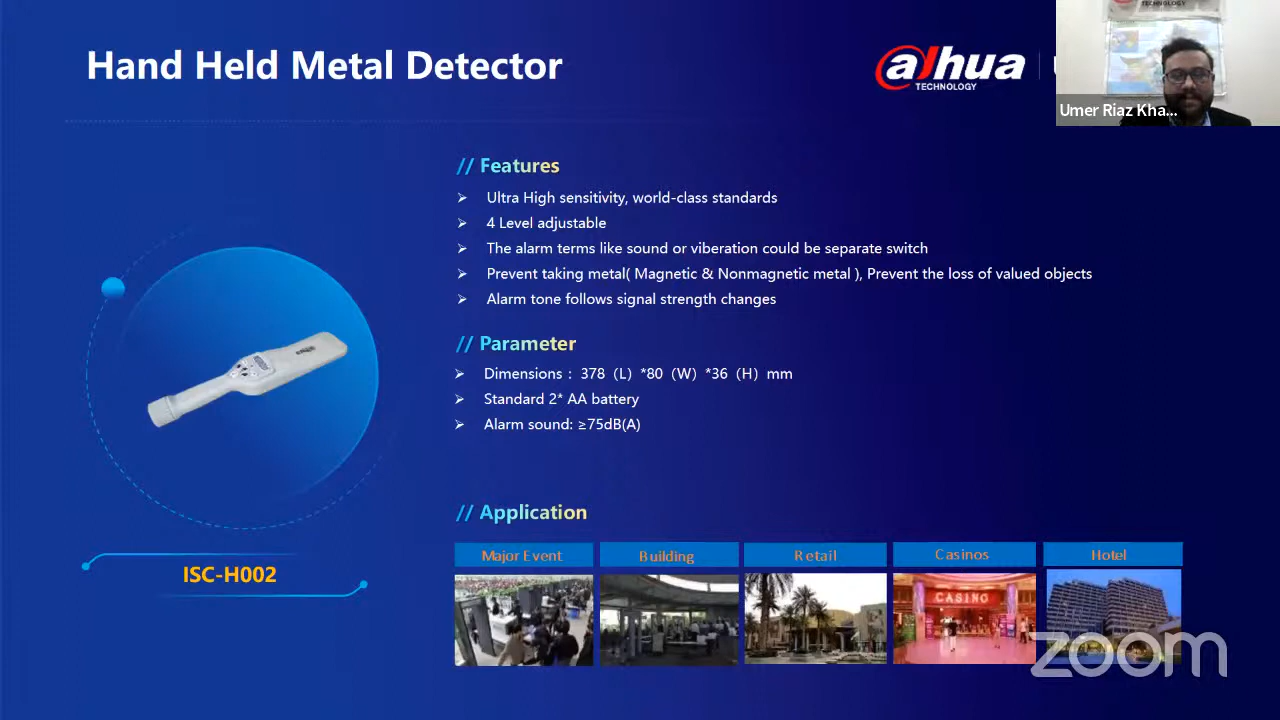 Hand Held Metal Detector
alhua
TECHNOLOGY
TECHNOLOGY
Umer Riaz Kha...
// Features
➢ Ultra High sensitivity, world-class standards
➢ 4 Level adjustable
➢ The alarm terms like sound or viberation could be separate switch
➢ Prevent taking metal( Magnetic & Nonmagnetic metal ), Prevent the loss of valued objects
➢ Alarm tone follows signal strength changes
// Parameter
➢ Dimensions： 378（L）*80（W）*36（H）mm
➢ Standard 2* AA battery
➢ Alarm sound: ≥75dB(A)
ISC-H002
// Application
Major Event Building Retail Casinos Hotel
CASINO
zoom